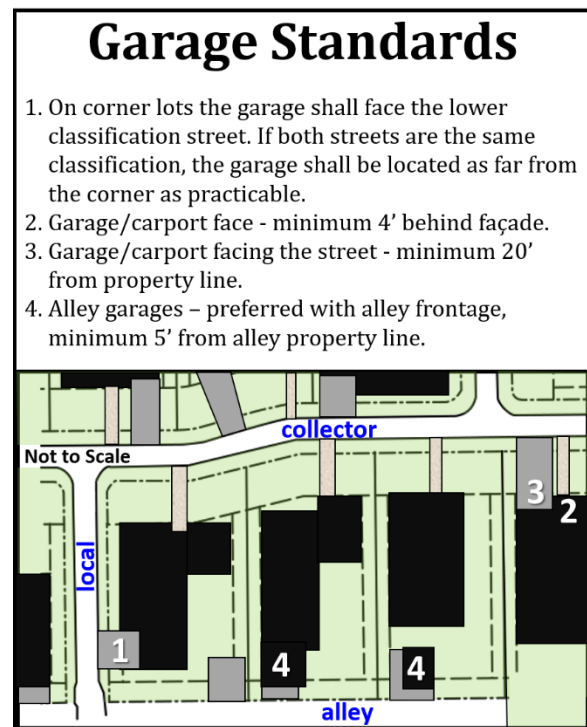 Garage Standards
1. On corner lots the garage shall face the lower
classification street. If both streets are the same
classification, the garage shall be located as far from
the corner as practicable.
2. Garage/carport face - minimum 4’ behind façade.
3. Garage/carport facing the street - minimum 20’
from property line.
4. Alley garages – preferred with alley frontage,
minimum 5’ from alley property line.
collector
Not to Scale
3
2
local
1
4
4
alley